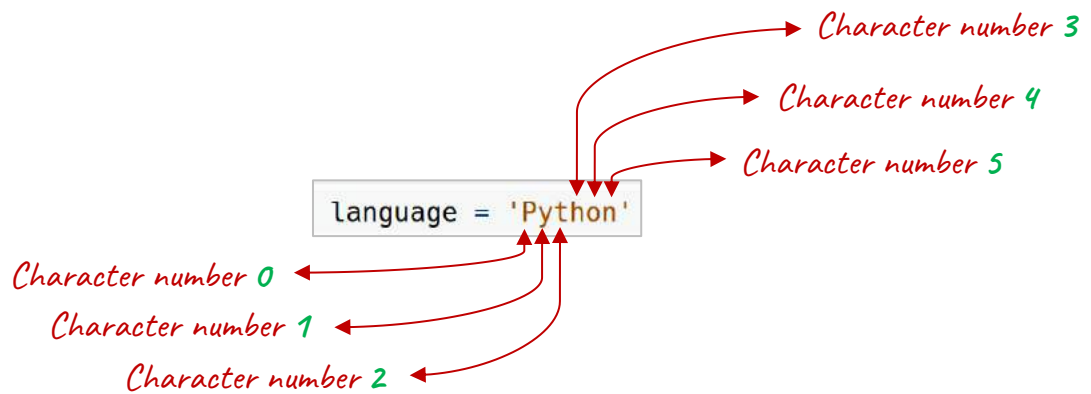 Character number 3
Character number 4
Character number 5
language = 'Python'
Character number 0
Character number 1
Character number 2